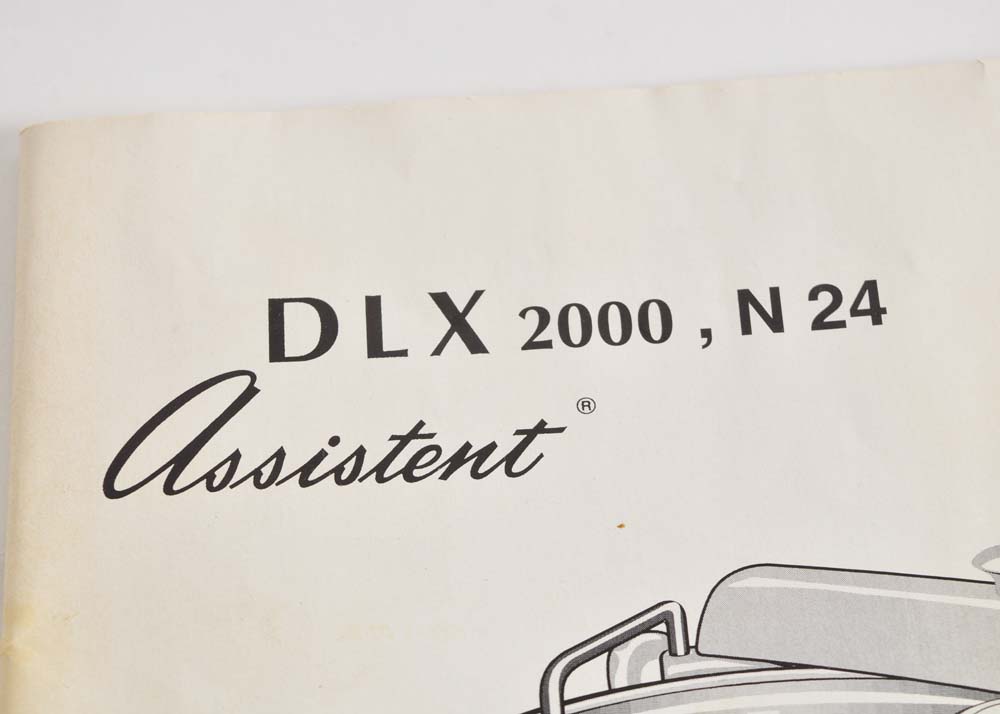 DLX 2000 , N 24
Assistent ®